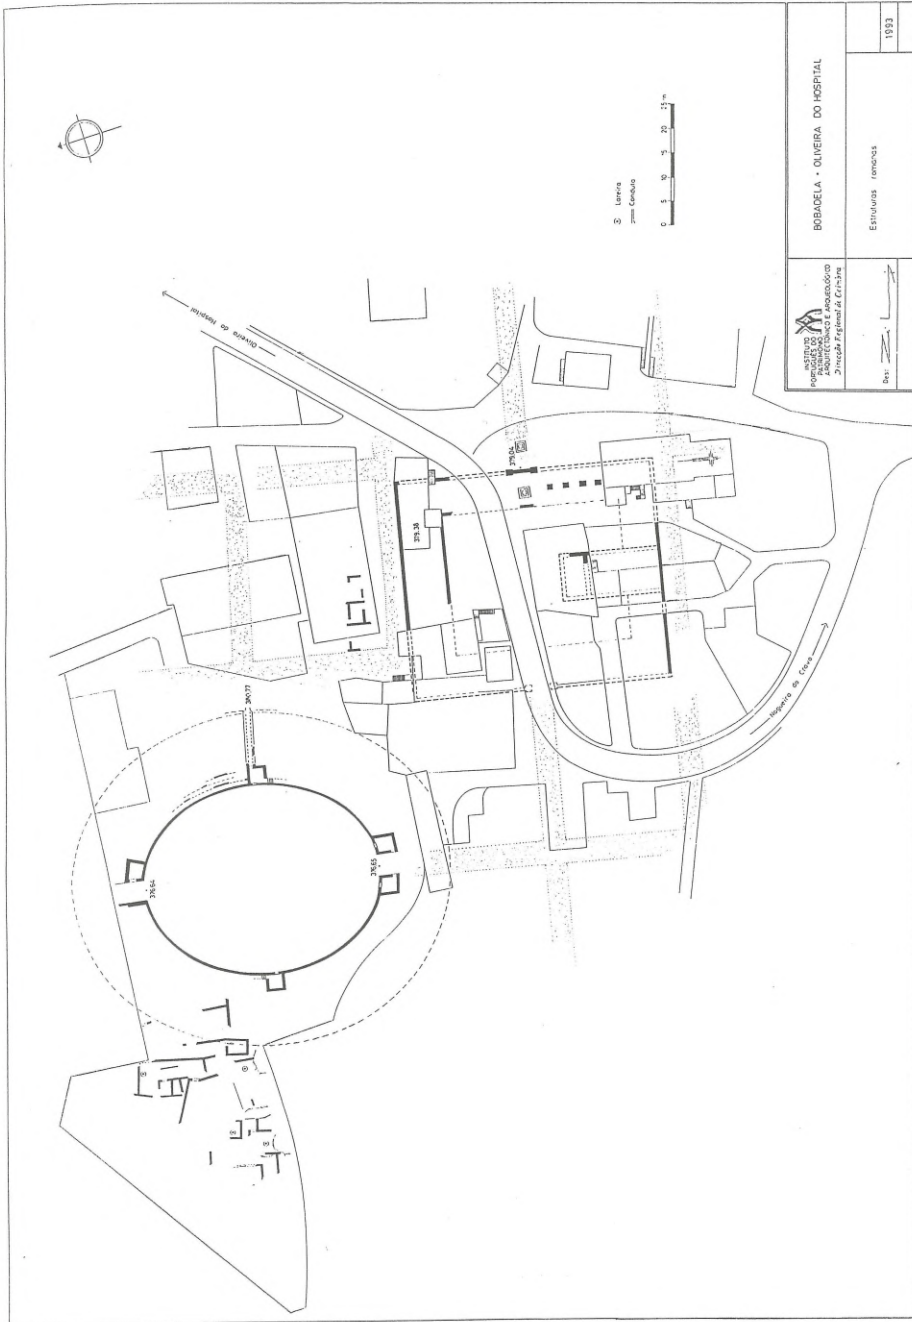 Oliveira do Hospital
Nogueira do Cravo
379.38
379.04
380.77
376.64
376.65
Lareira
Conduta
0 5 10 15 20 25 m
INSTITUTO
PORTUGUÊS DO
PATRIMÓNIO
ARQUITECTÓNICO E ARQUEOLÓGICO
Direcção Regional de Coimbra
BOBADELA • OLIVEIRA DO HOSPITAL
Estruturas romanas
Des:
1993